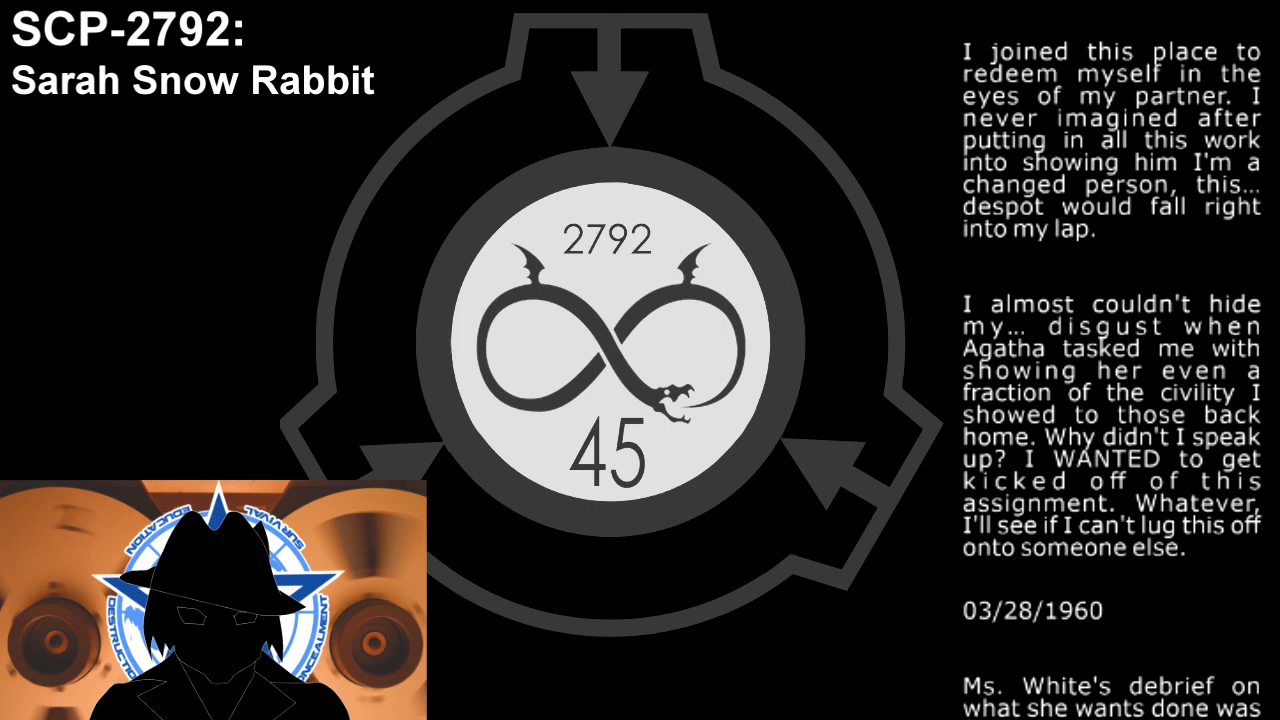 SCP-2792:
Sarah Snow Rabbit
2792
45
EDUCATION
SURVIVAL
DESTRUCTIO
ONCEALMENT
I joined this place to
redeem myself in the
eyes of my partner. I
never imagined after
putting in all this work
into showing him I'm a
changed person, this...
despot would fall right
into my lap.
I almost couldn't hide
my... disgust when
Agatha tasked me with
showing her even a
fraction of the civility I
showed to those back
home. Why didn't I speak
up? I WANTED to get
kicked off of this
assignment. Whatever,
I'll see if I can't lug this off
onto someone else.
03/28/1960
Ms. White's debrief on
what she wants done was